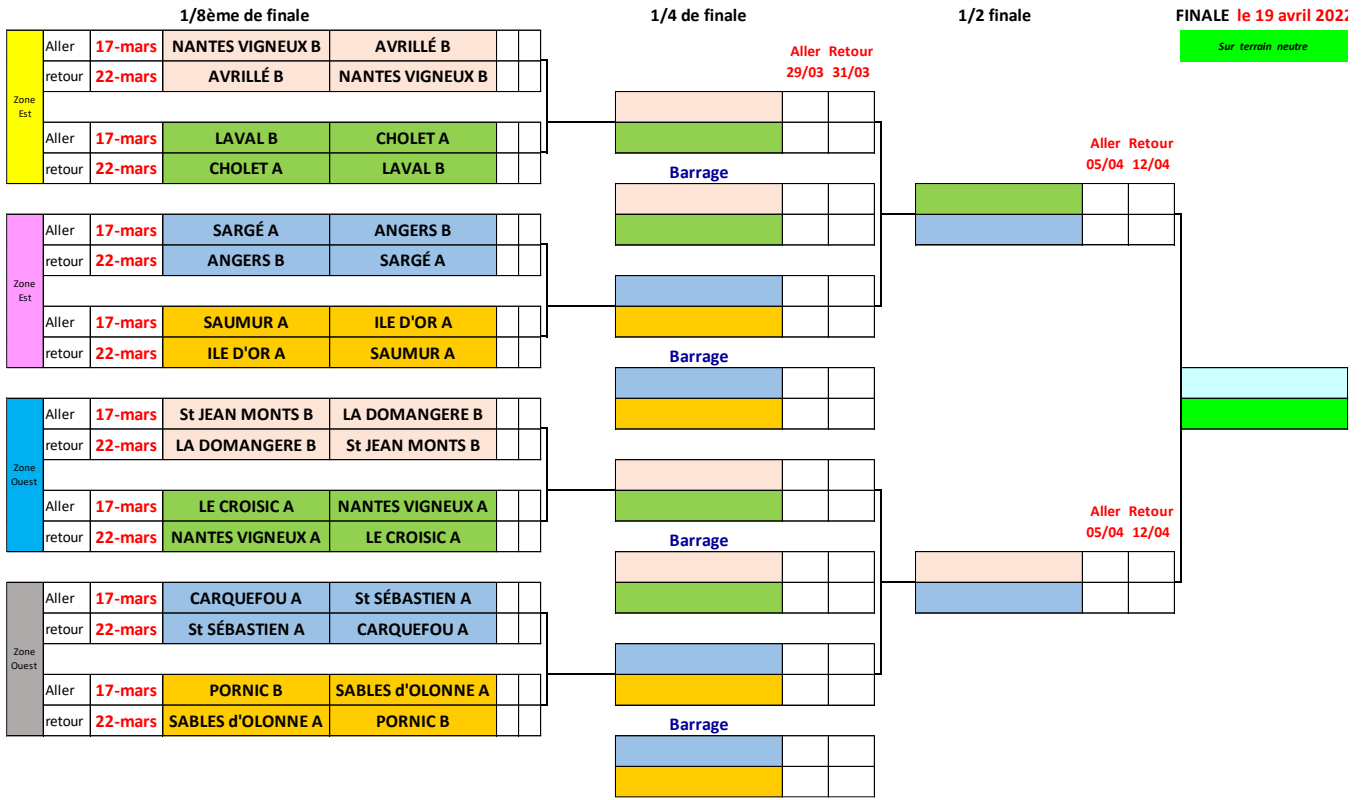 1/8ème de finale 1/4 de finale 1/2 finale FINALE le 19 avril 2022
Aller 17-mars NANTES VIGNEUX B AVRILLÉ B
Aller Retour
Sur terrain neutre
retour 22-mars AVRILLÉ B NANTES VIGNEUX B
29/03 31/03
Zone
Est
Aller 17-mars LAVAL B CHOLET A
Aller Retour
retour 22-mars CHOLET A LAVAL B
05/04 12/04
Barrage
Aller 17-mars SARGÉ A ANGERS B
retour 22-mars ANGERS B SARGÉ A
Zone
Est
Aller 17-mars SAUMUR A ILE D'OR A
retour 22-mars ILE D'OR A SAUMUR A
Barrage
Aller 17-mars St JEAN MONTS B LA DOMANGERE B
retour 22-mars LA DOMANGERE B St JEAN MONTS B
Zone
Ouest
Aller 17-mars LE CROISIC A NANTES VIGNEUX A
Aller Retour
retour 22-mars NANTES VIGNEUX A LE CROISIC A
05/04 12/04
Barrage
Aller 17-mars CARQUEFOU A St SÉBASTIEN A
retour 22-mars St SÉBASTIEN A CARQUEFOU A
Zone
Ouest
Aller 17-mars PORNIC B SABLES d'OLONNE A
retour 22-mars SABLES d'OLONNE A PORNIC B
Barrage